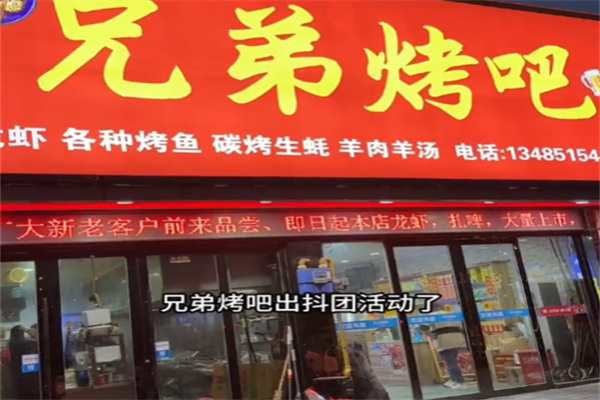 兄弟烤吧
龙虾 各种烤鱼 碳烤生蚝 羊肉羊汤 电话:13485154
大新老客户前来品尝、即日起本店龙虾，扎啤，大量上市，
兄弟烤吧出抖团活动了